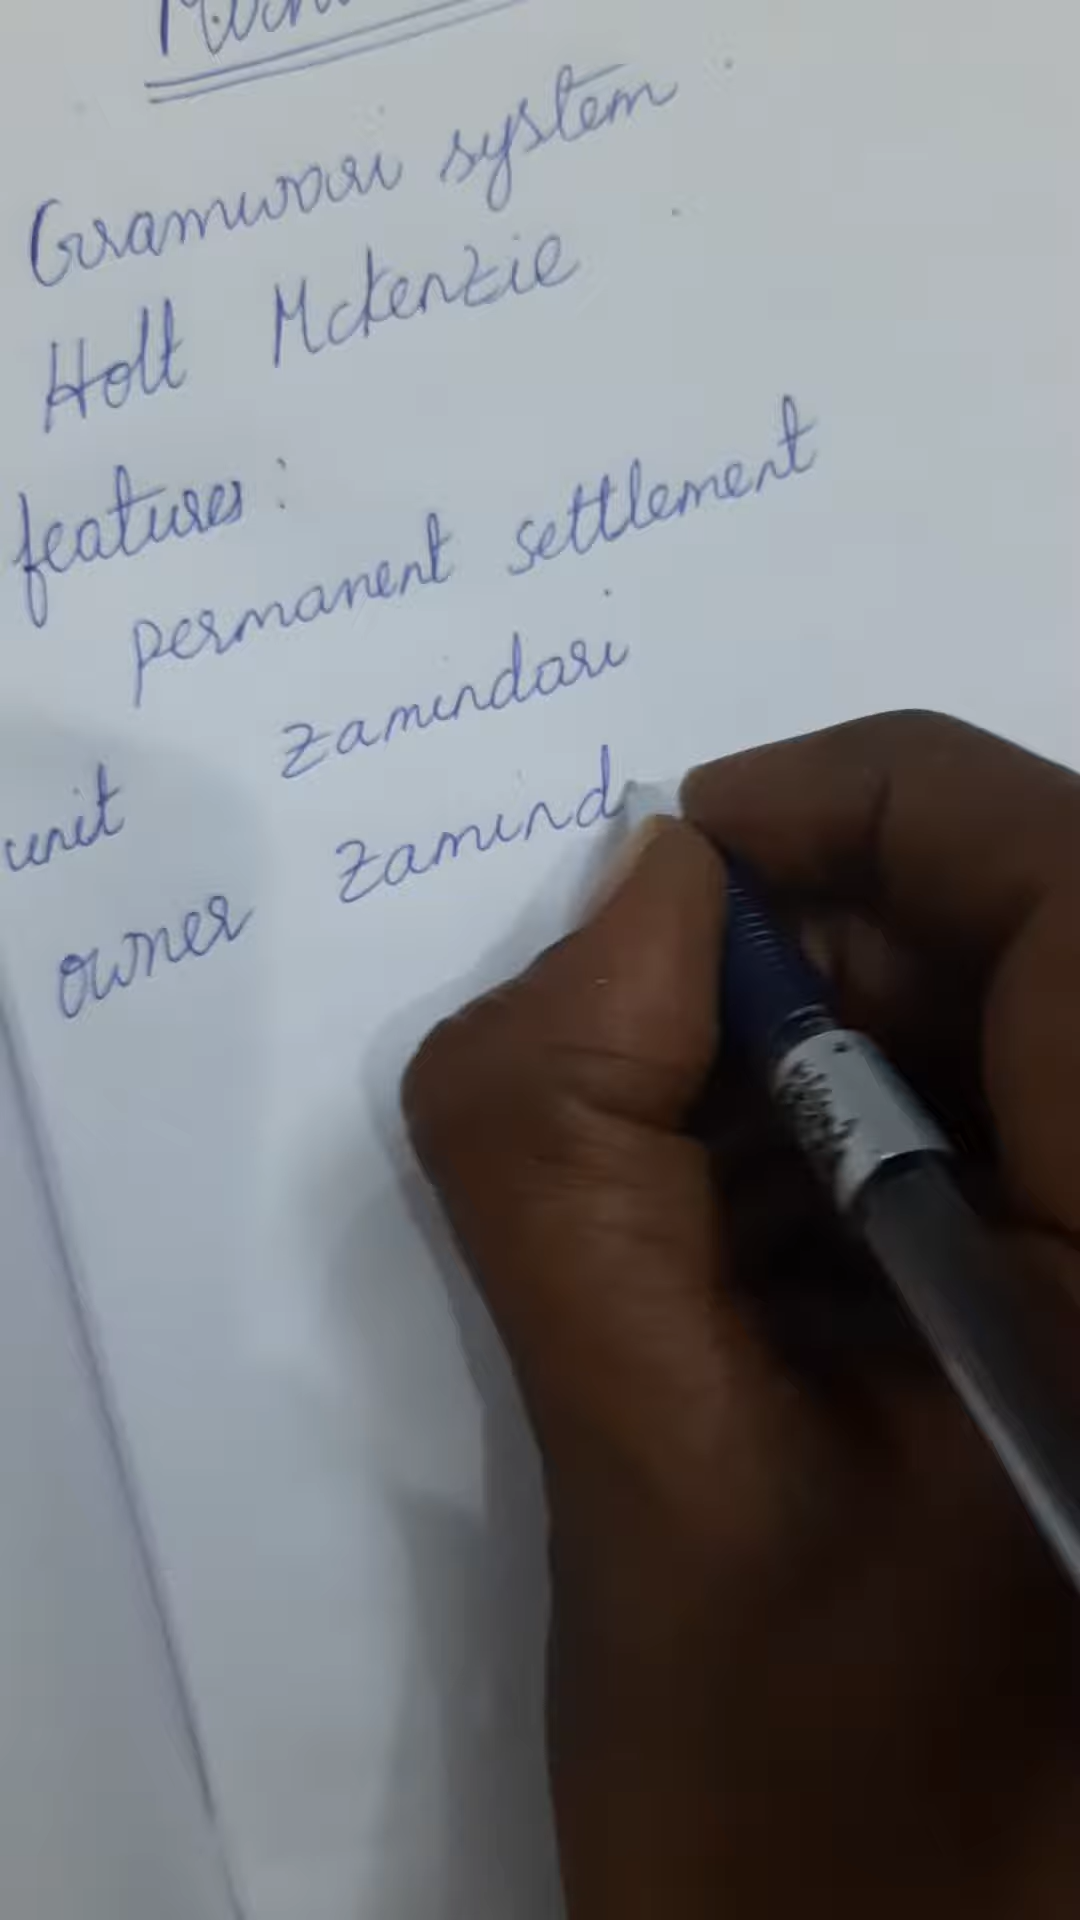 Gramwari system
Holt Mckenzie
features:
permanent settlement
unit Zamindari
owner Zamind